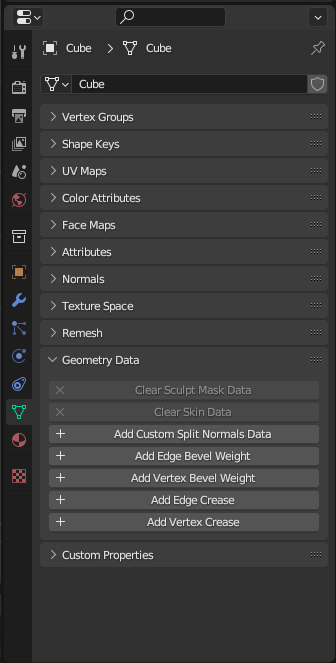 Cube > Cube
Cube
Vertex Groups
Shape Keys
UV Maps
Color Attributes
Face Maps
Attributes
Normals
Texture Space
Remesh
Geometry Data
Clear Sculpt Mask Data
Clear Skin Data
Add Custom Split Normals Data
Add Edge Bevel Weight
Add Vertex Bevel Weight
Add Edge Crease
Add Vertex Crease
Custom Properties